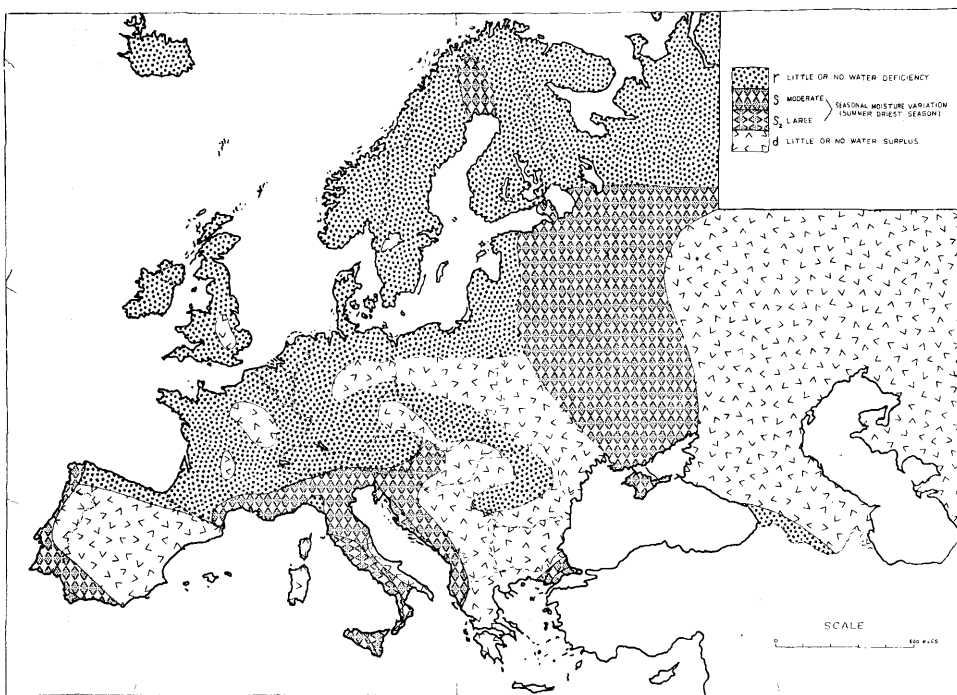 r LITTLE OR NO WATER DEFICIENCY
S MODERATE
S₂ LARGE
SEASONAL MOISTURE VARIATION
(SUMMER DRIEST SEASON)
d LITTLE OR NO WATER SURPLUS
SCALE
0 500 MILES